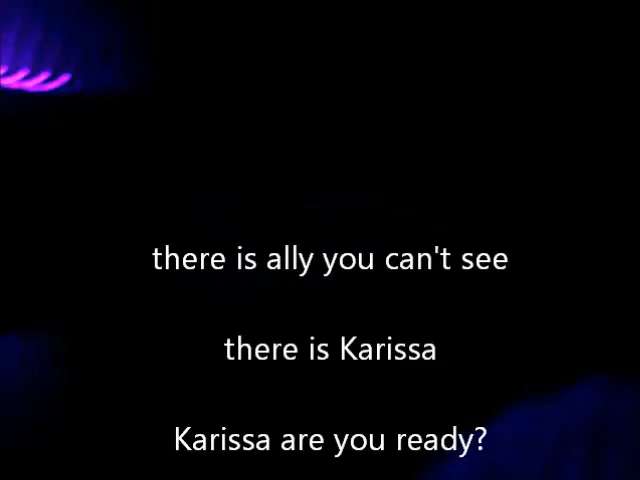 there is ally you can't see
there is Karissa
Karissa are you ready?